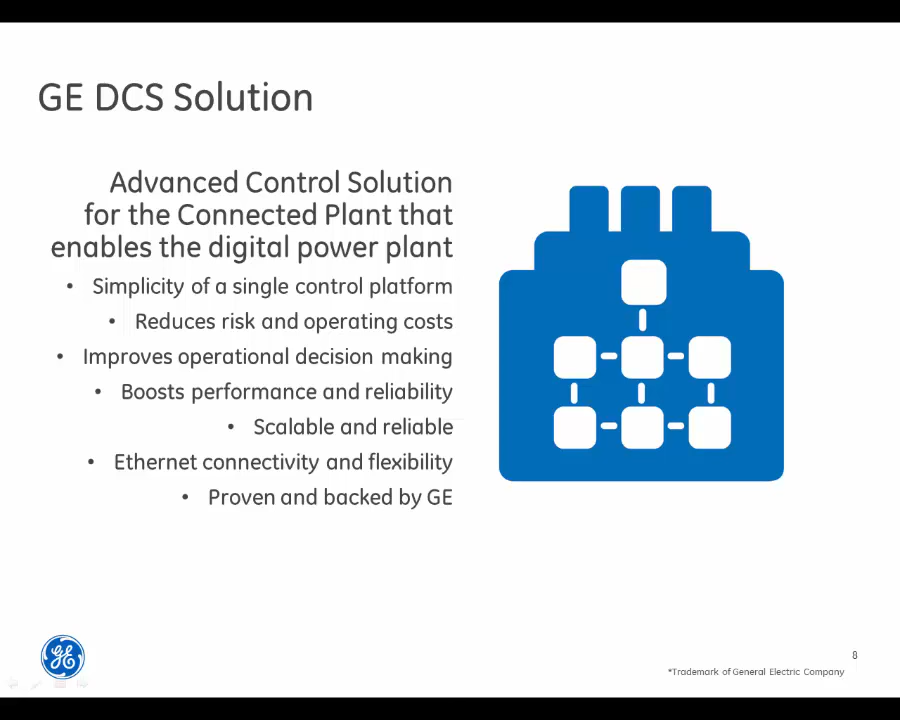 GE DCS Solution
Advanced Control Solution
for the Connected Plant that
enables the digital power plant
• Simplicity of a single control platform
• Reduces risk and operating costs
• Improves operational decision making
• Boosts performance and reliability
• Scalable and reliable
• Ethernet connectivity and flexibility
• Proven and backed by GE
GE
8
*Trademark of General Electric Company